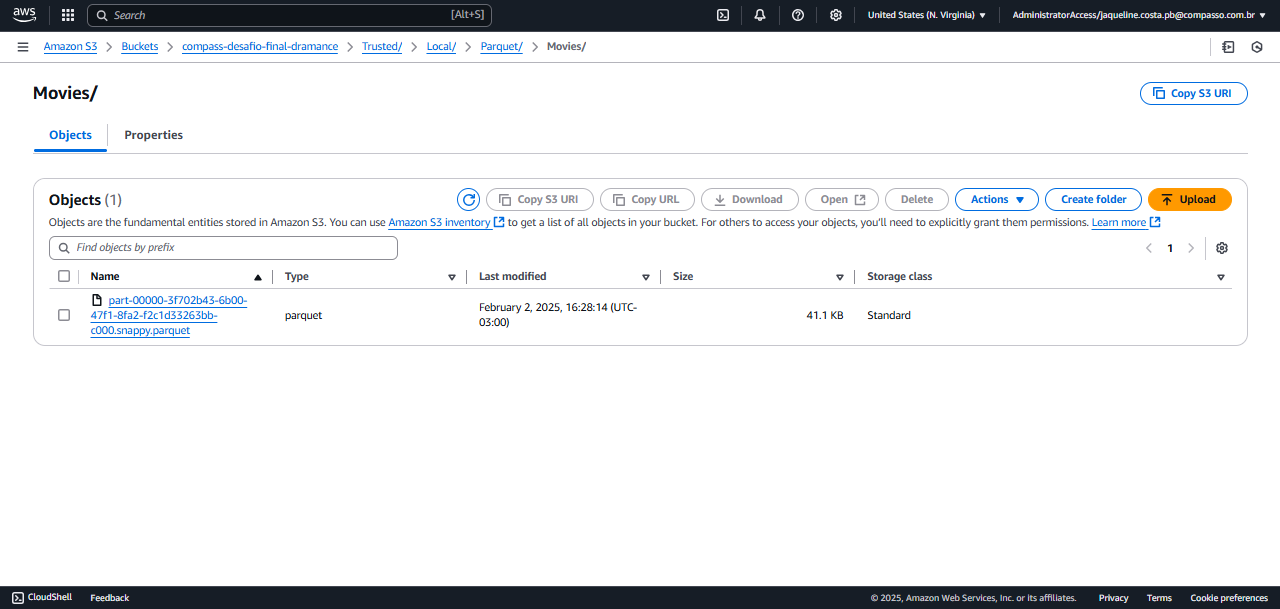 aws
Search [Alt+S]
United States (N. Virginia)
AdministratorAccess/jaqueline.costa.pb@compasso.com.br
Amazon S3 > Buckets > compass-desafio-final-dramance > Trusted/ > Local/ > Parquet/ > Movies/
Movies/
Copy S3 URI
Objects
Properties
Objects (1)
Copy S3 URI
Copy URL
Download
Open
Delete
Actions
Create folder
Upload
Objects are the fundamental entities stored in Amazon S3. You can use Amazon S3 inventory to get a list of all objects in your bucket. For others to access your objects, you'll need to explicitly grant them permissions. Learn more
Find objects by prefix
1
Name
Type
Last modified
Size
Storage class
part-00000-3f702b43-6b00-
47f1-8fa2-f2c1d33263bb-
c000.snappy.parquet
parquet
February 2, 2025, 16:28:14 (UTC-
03:00)
41.1 KB
Standard
CloudShell
Feedback
© 2025, Amazon Web Services, Inc. or its affiliates.
Privacy
Terms
Cookie preferences